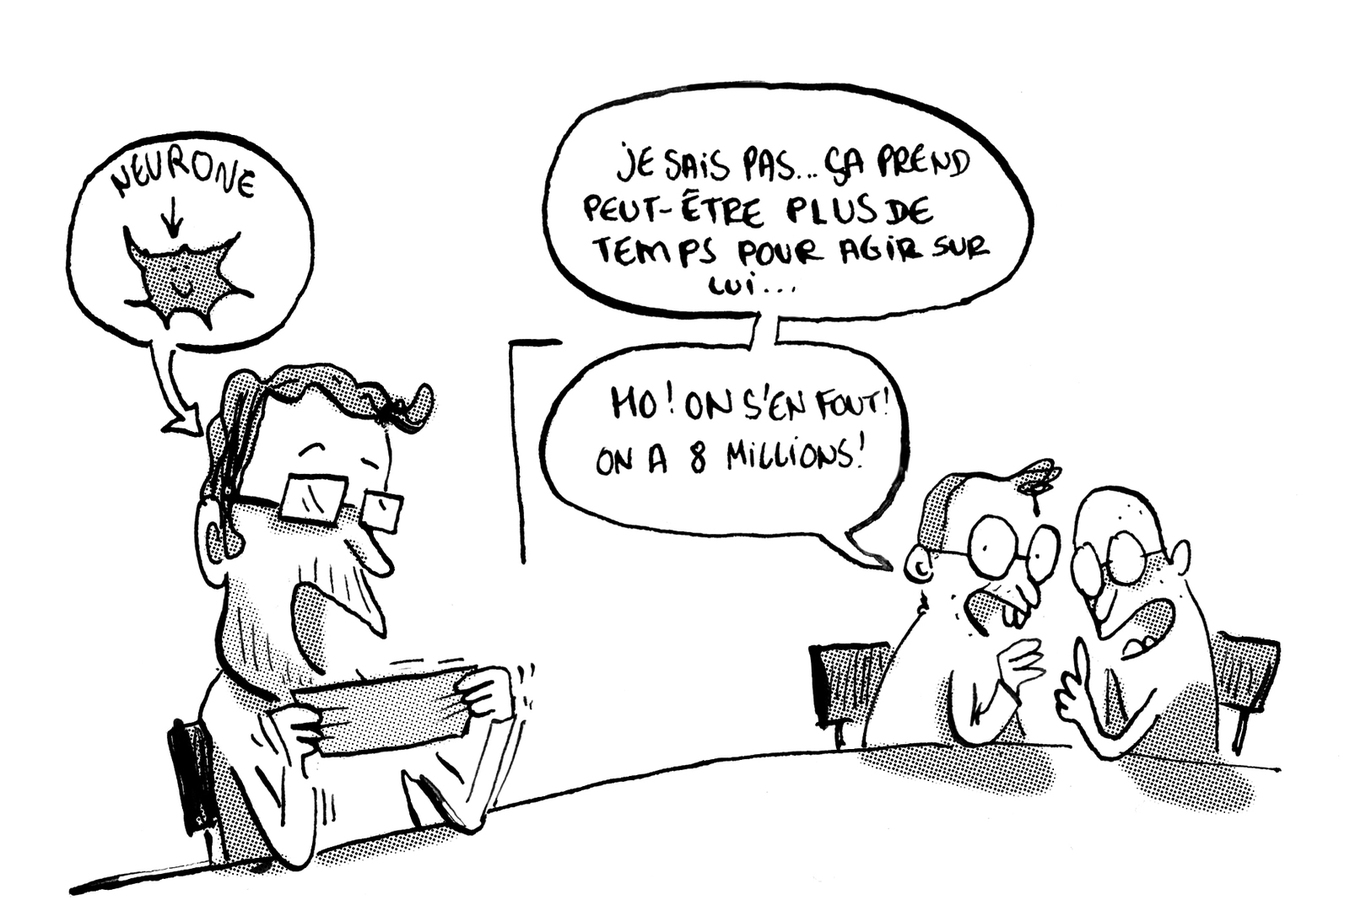 NEURONE
JE SAIS PAS... ÇA PREND
PEUT-ÊTRE PLUS DE
TEMPS POUR AGIR SUR
LUI...
HO! ON S'EN FOUT!
ON A 8 MILLIONS!